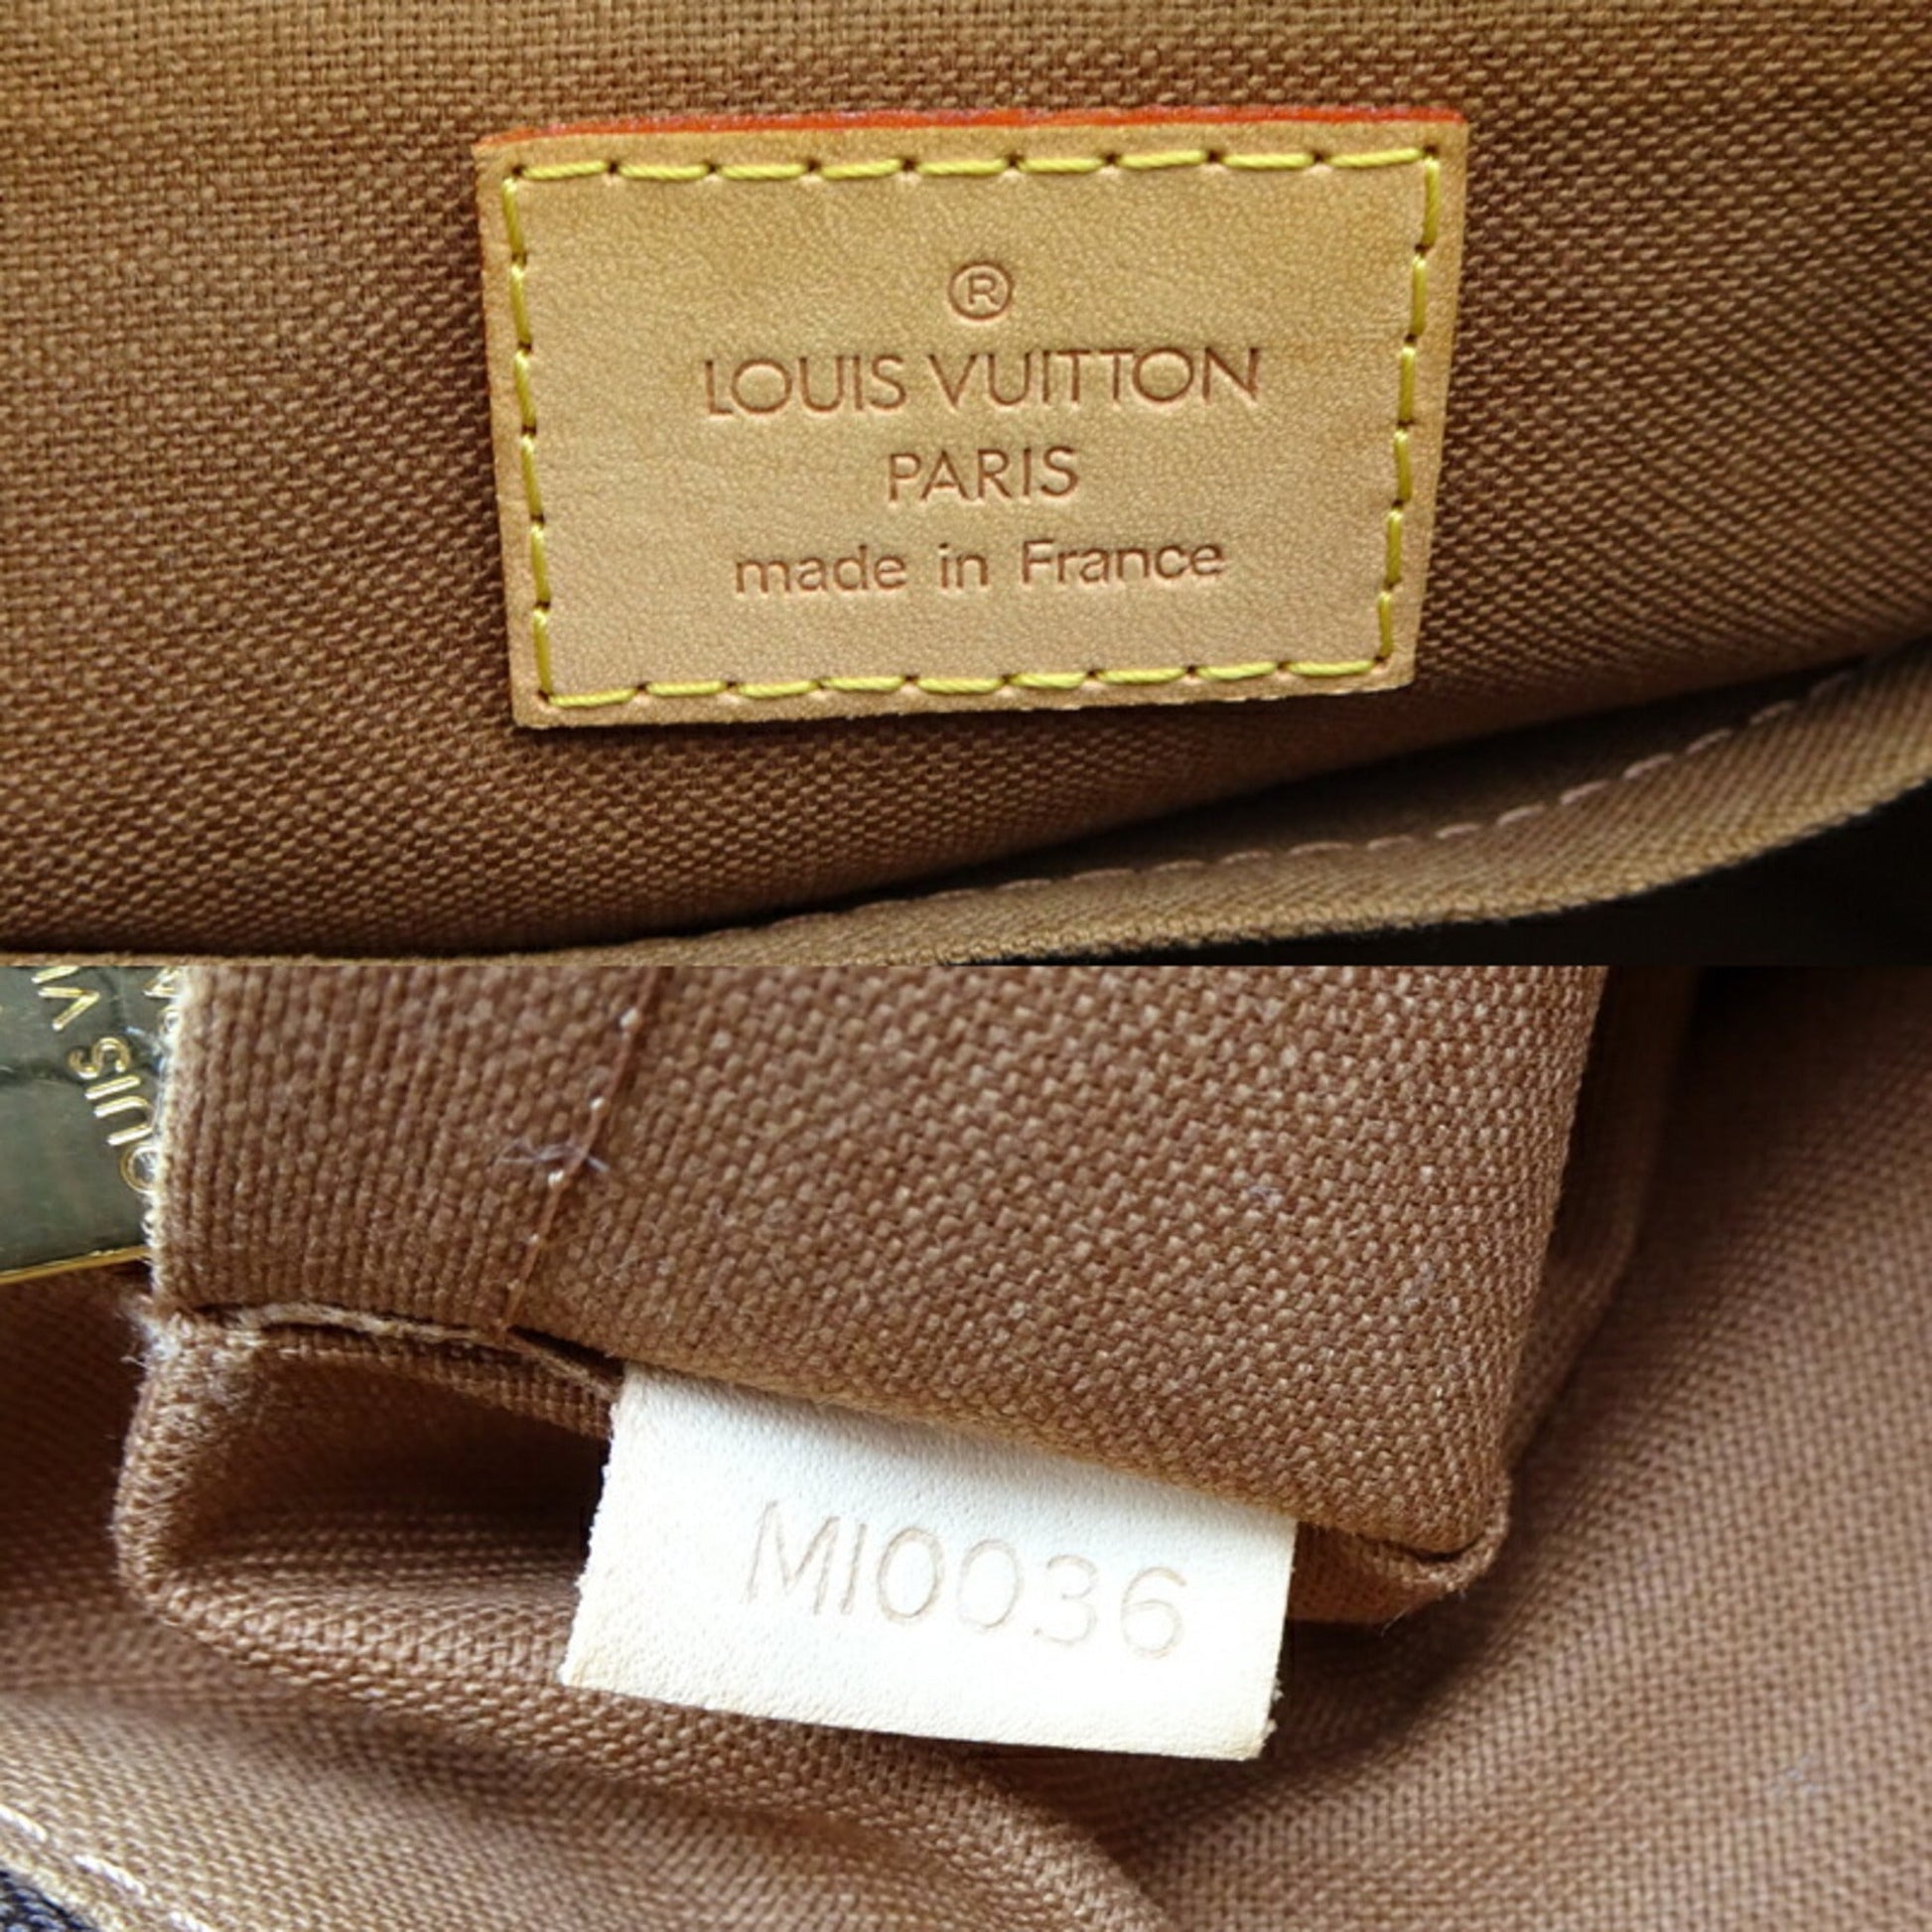 ®
LOUIS VUITTON
PARIS
made in France
MI0036